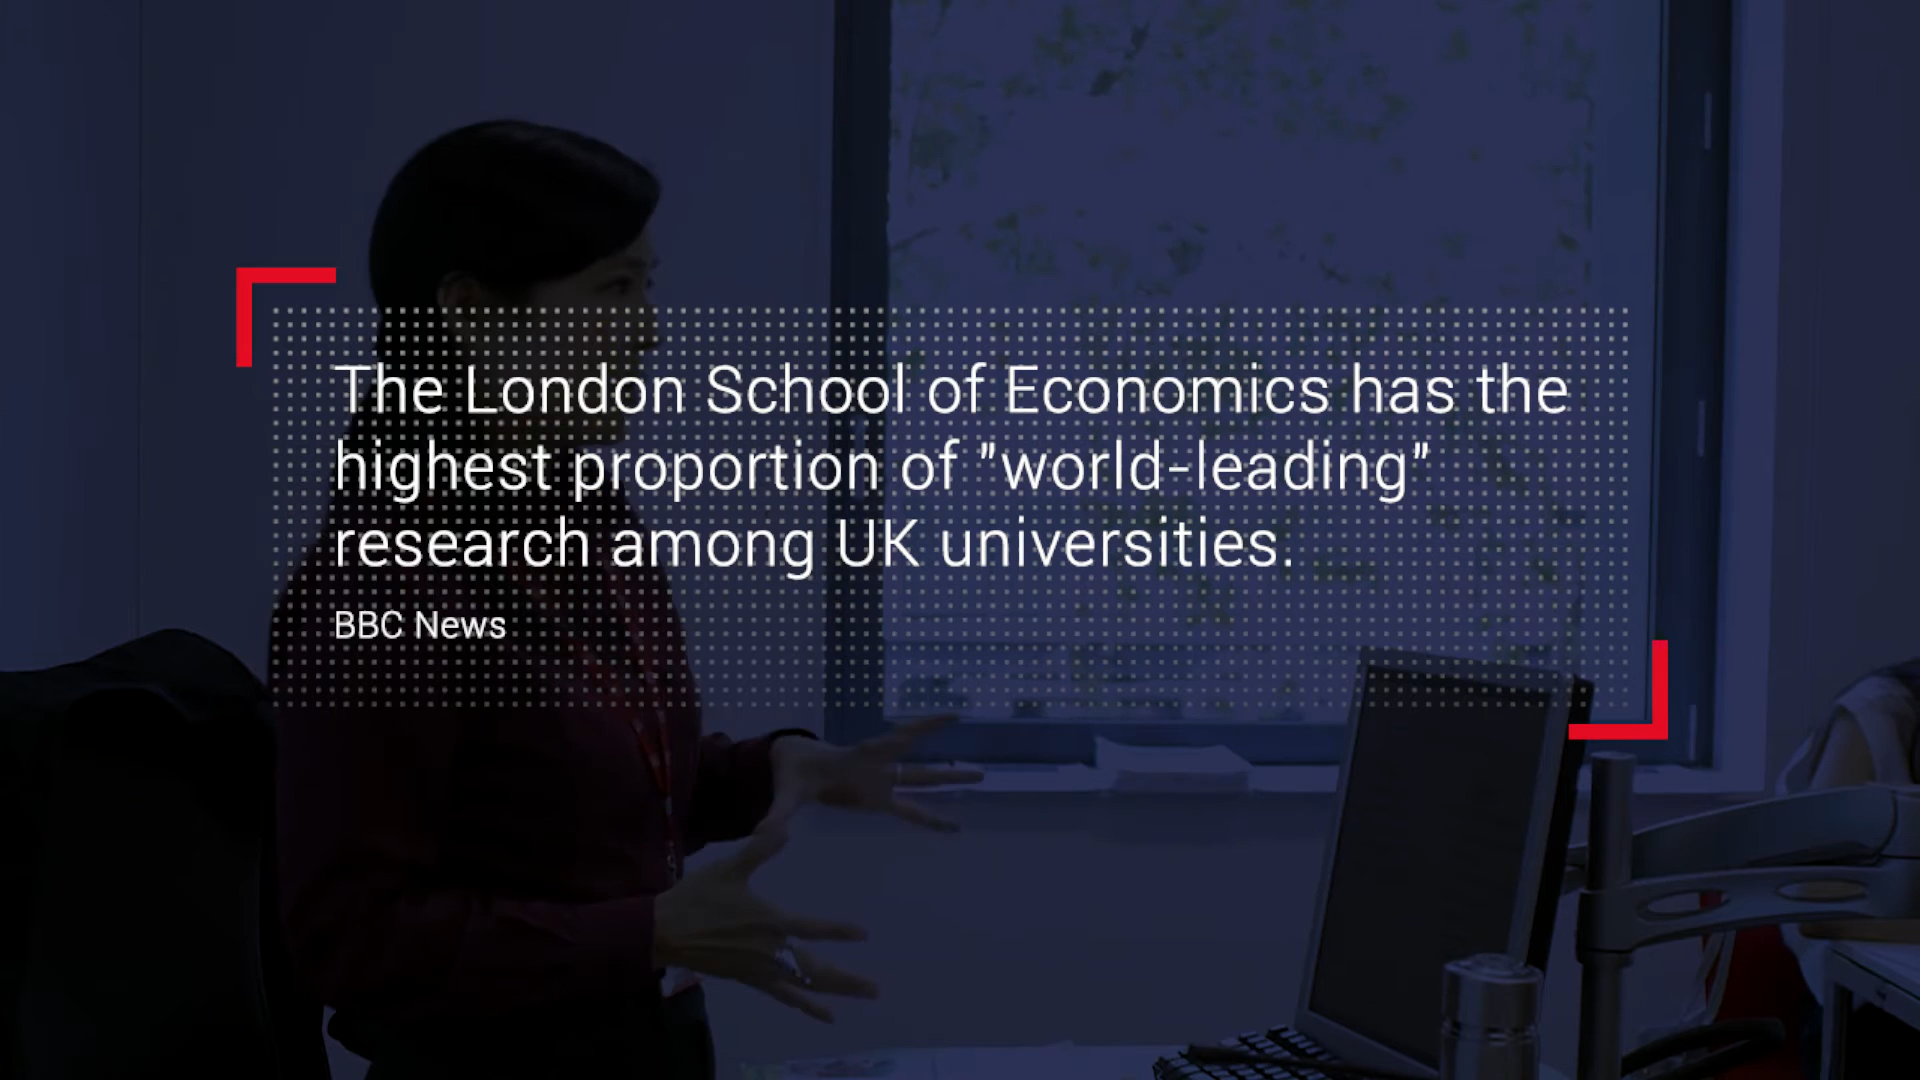 The London School of Economics has the
highest proportion of "world-leading"
research among UK universities.
BBC News